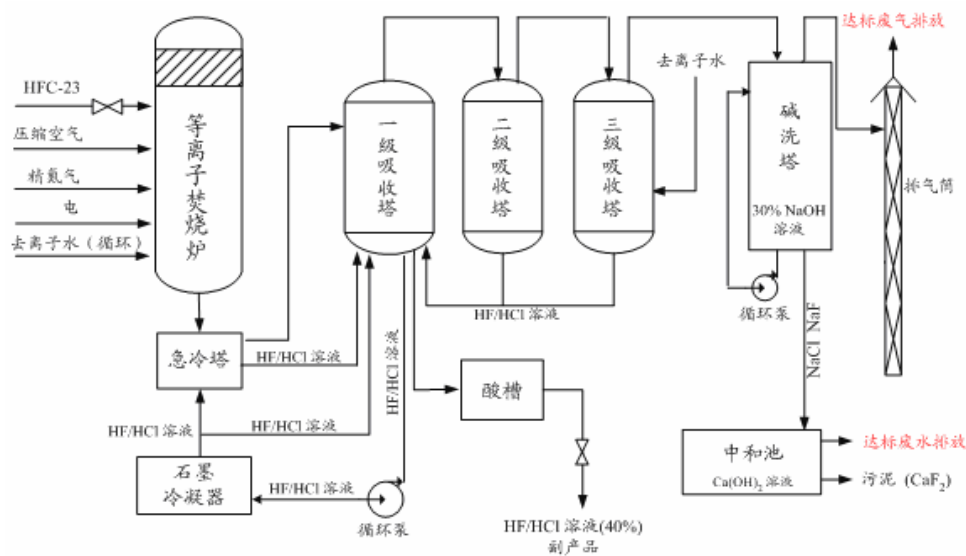 HFC-23
压缩空气
精氮气
电
去离子水（循环）
等离子焚烧炉
急冷塔
HF/HCl 溶液
HF/HCl 溶液
HF/HCl 溶液
石墨
冷凝器
HF/HCl 溶液
循环泵
HF/HCl 溶液
一级吸收塔
二级吸收塔
三级吸收塔
HF/HCl 溶液
去离子水
酸槽
HF/HCl 溶液(40%)
副产品
碱洗塔
30% NaOH
溶液
循环泵
NaCl NaF
达标废气排放
排气筒
中和池
Ca(OH)₂ 溶液
达标废水排放
污泥 (CaF₂)